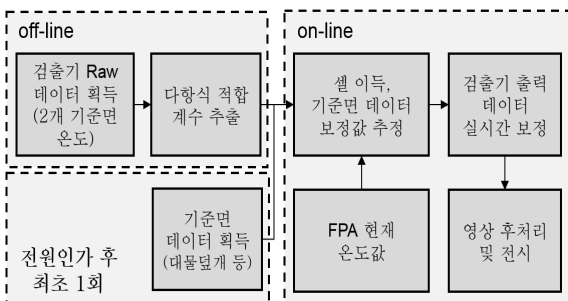 off-line
검출기 Raw
데이터 획득
(2개 기준면
온도)
다항식 적합
계수 추출
전원인가 후
최초 1회
기준면
데이터 획득
(대물덮개 등)
on-line
셀 이득,
기준면 데이터
보정값 추정
검출기 출력
데이터
실시간 보정
FPA 현재
온도값
영상 후처리
및 전시